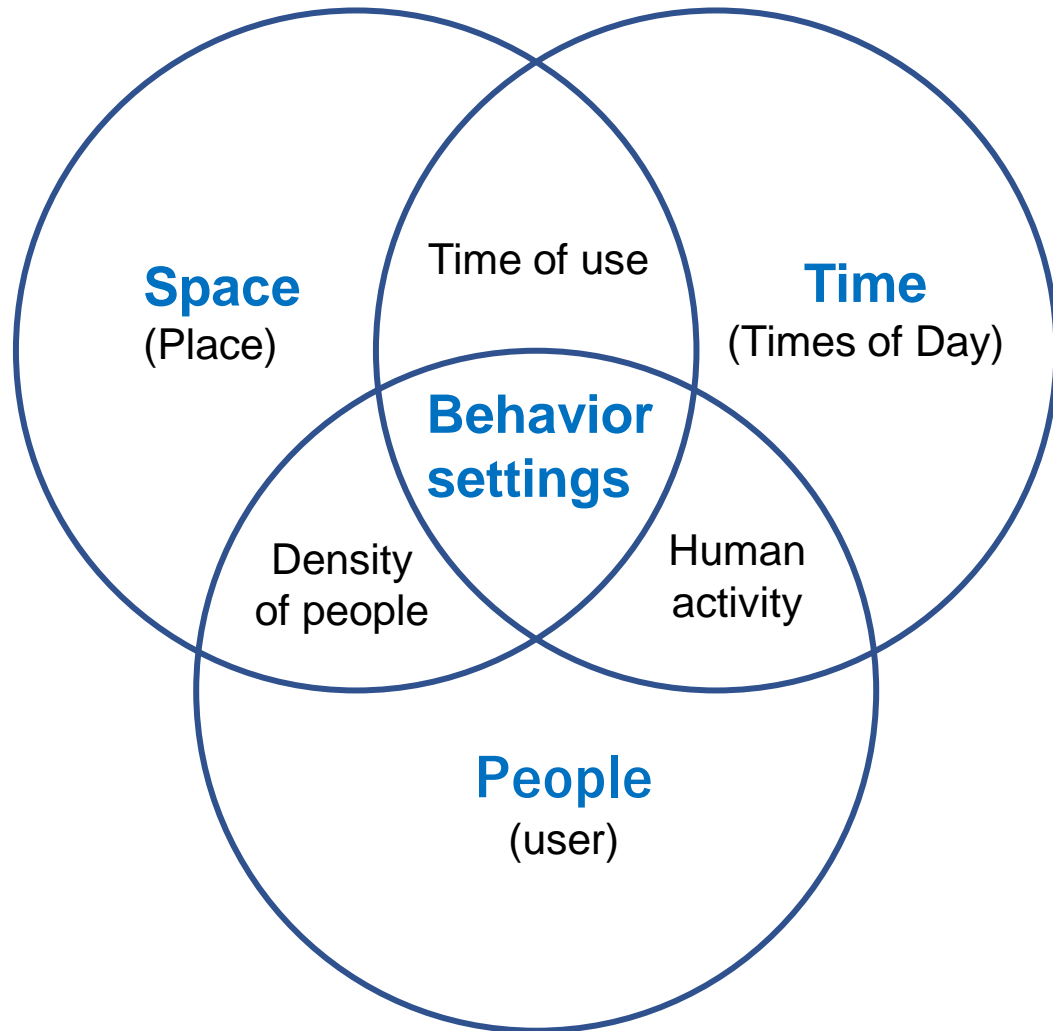 Time of use
Space
(Place)
Time
(Times of Day)
Behavior
settings
Density
of people
Human
activity
People
(user)